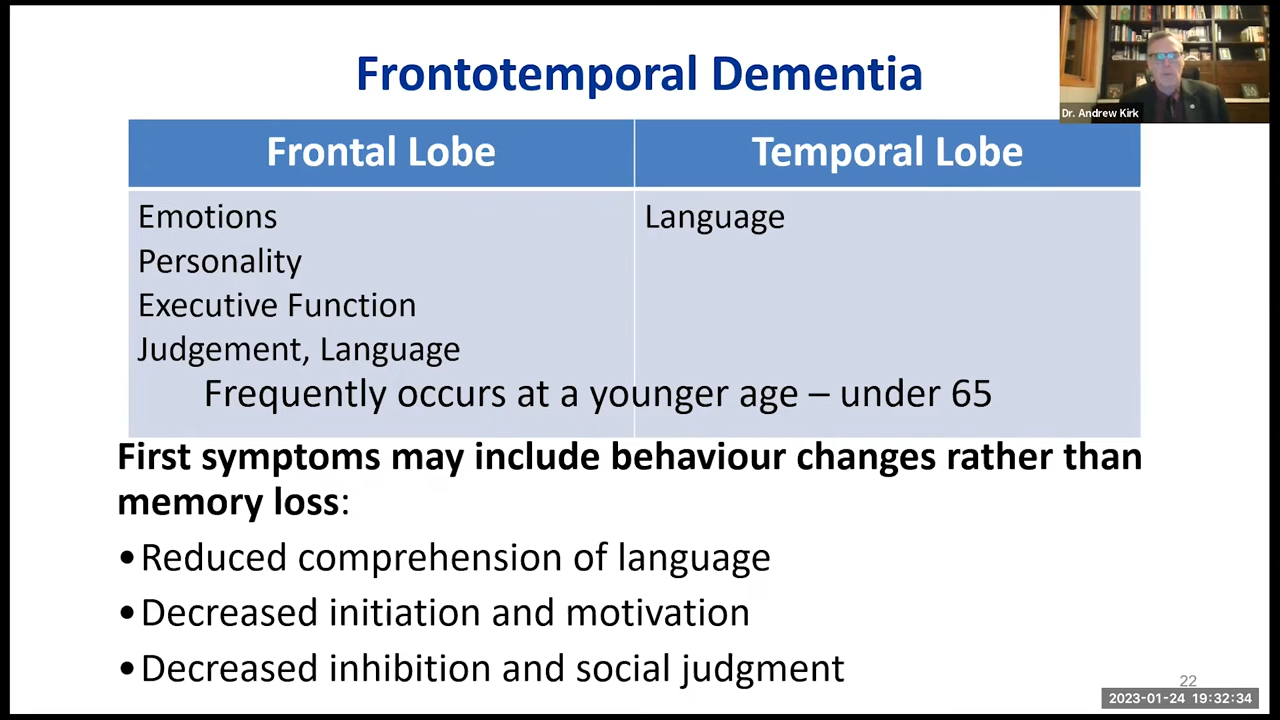 Frontotemporal Dementia
Dr. Andrew Kirk
Frontal Lobe
Temporal Lobe
Emotions
Personality
Executive Function
Judgement, Language
Language
Frequently occurs at a younger age – under 65
First symptoms may include behaviour changes rather than
memory loss:
•Reduced comprehension of language
•Decreased initiation and motivation
•Decreased inhibition and social judgment
22
2023-01-24 19:32:34